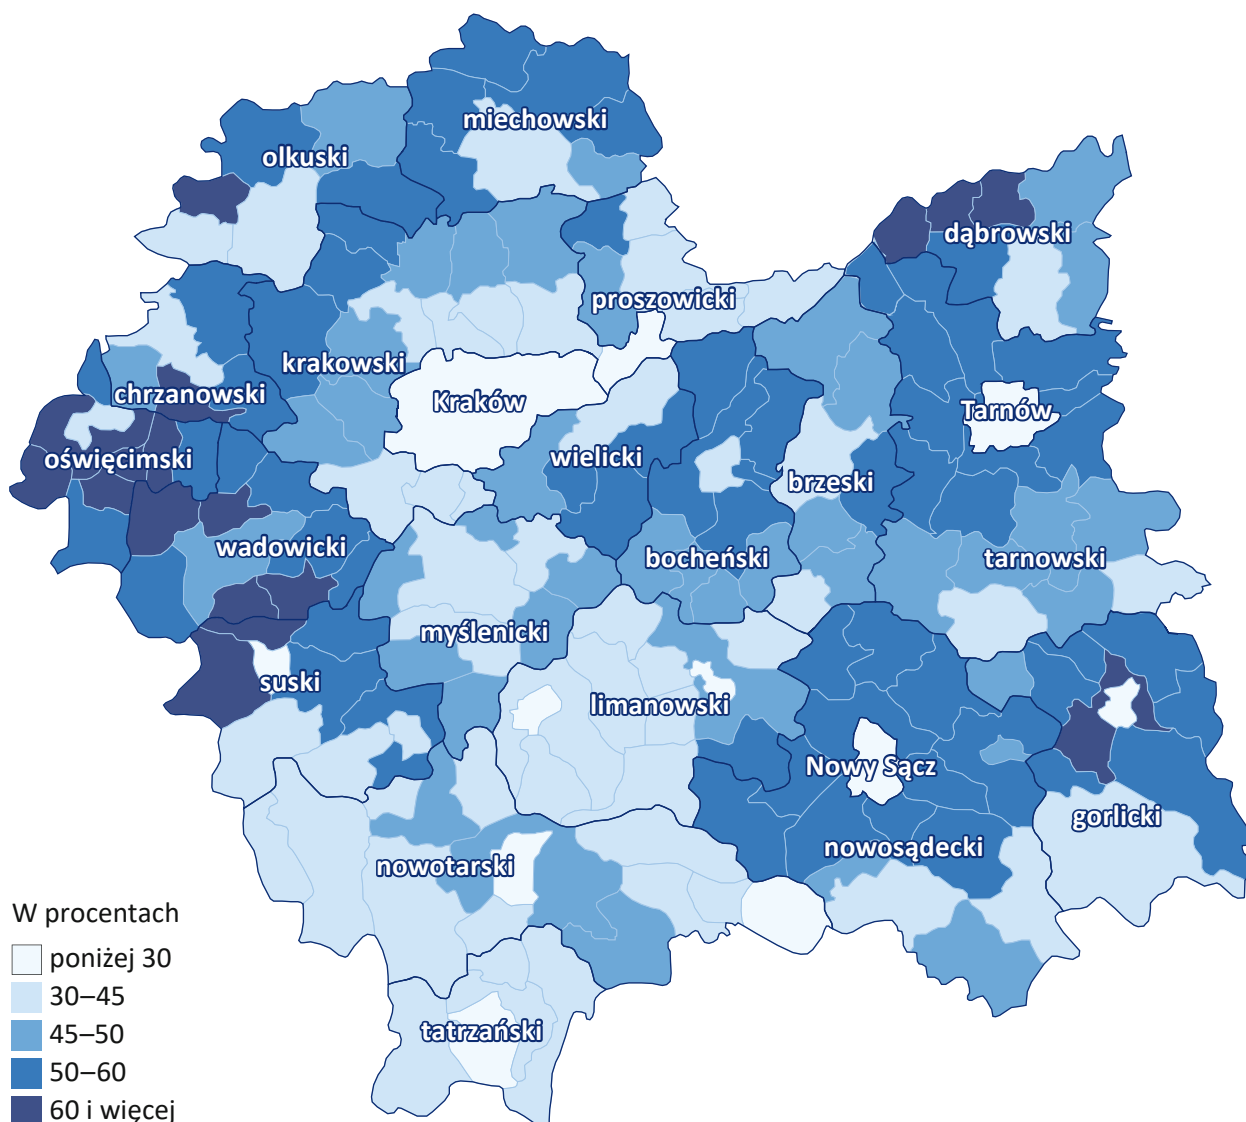 miechowski
olkuski
dąbrowski
proszowicki
krakowski
chrzanowski
Kraków
Tarnów
oświęcimski
wielicki
brzeski
wadowicki
bocheński
tarnowski
myślenicki
suski
limanowski
Nowy Sącz
gorlicki
nowosądecki
nowotarski
tatrzański
W procentach
poniżej 30
30–45
45–50
50–60
60 i więcej